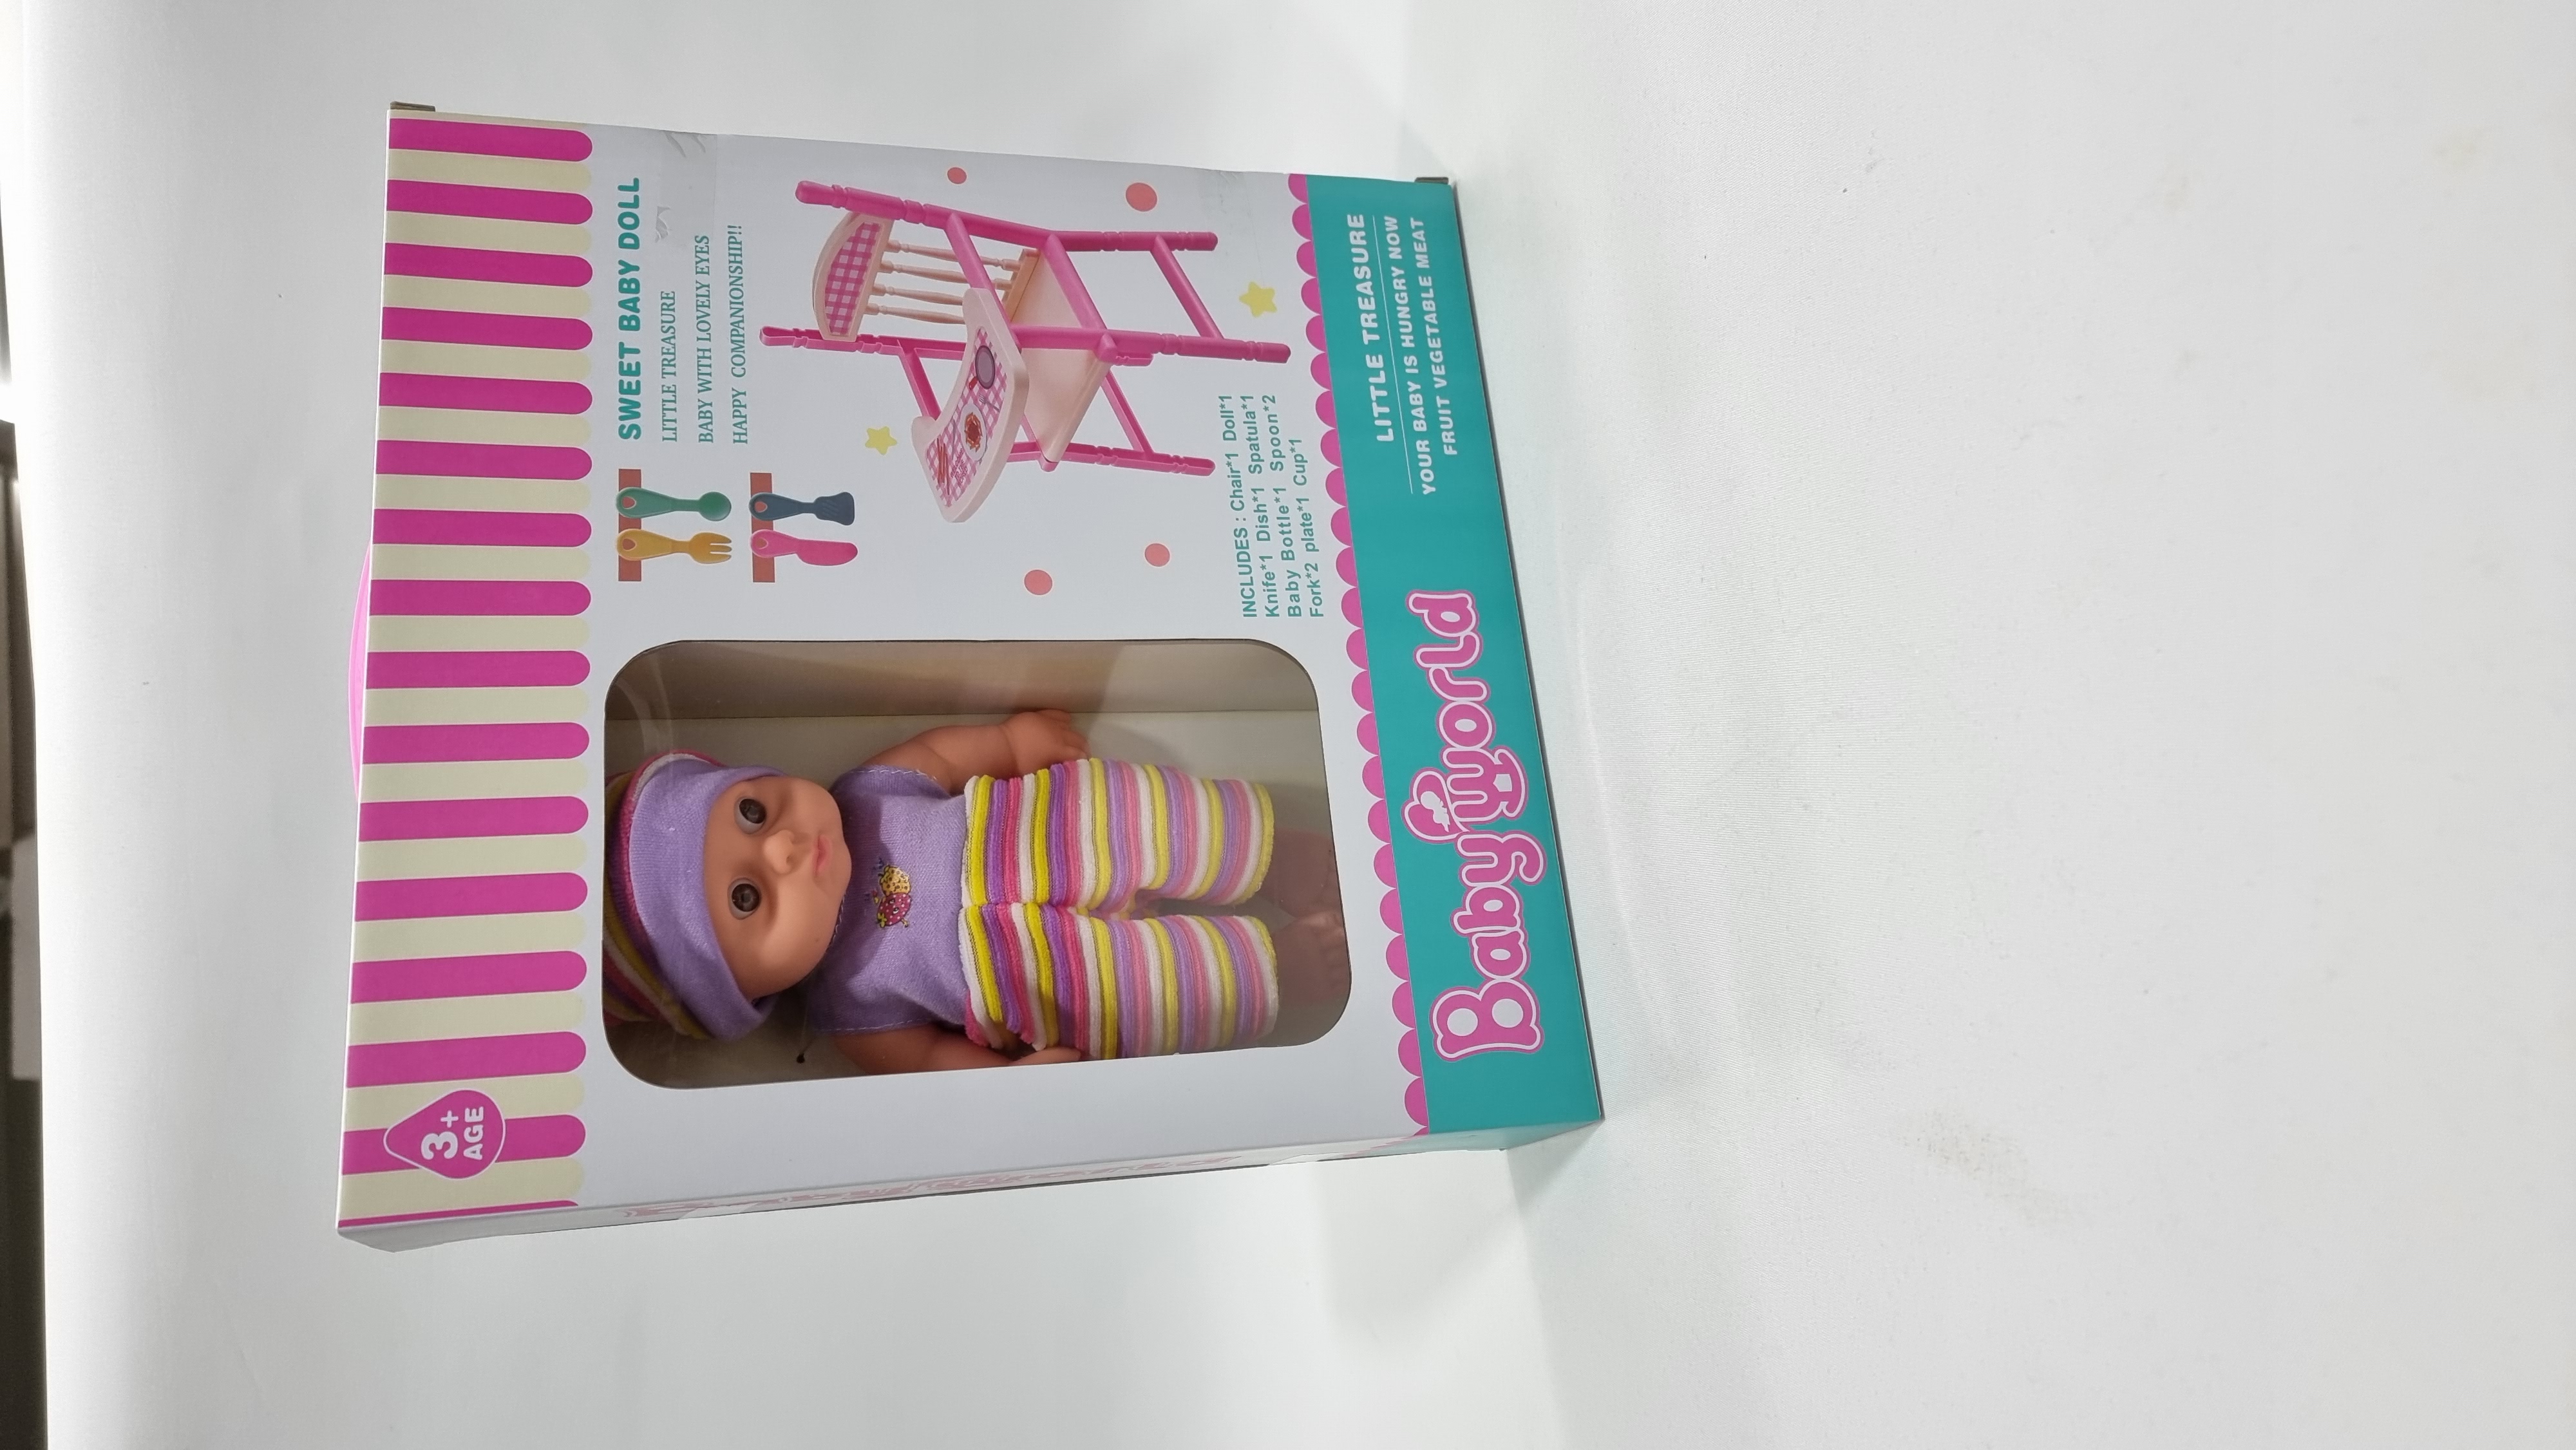 3+
AGE
SWEET BABY DOLL
LITTLE TREASURE
BABY WITH LOVELY EYES
HAPPY COMPANIONSHIP!!
INCLUDES : Chair*1 Doll*1
Knife*1 Dish*1 Spatula*1
Baby Bottle*1 Spoon*2
Fork*2 plate*1 Cup*1
Baby world
LITTLE TREASURE
YOUR BABY IS HUNGRY NOW
FRUIT VEGETABLE MEAT